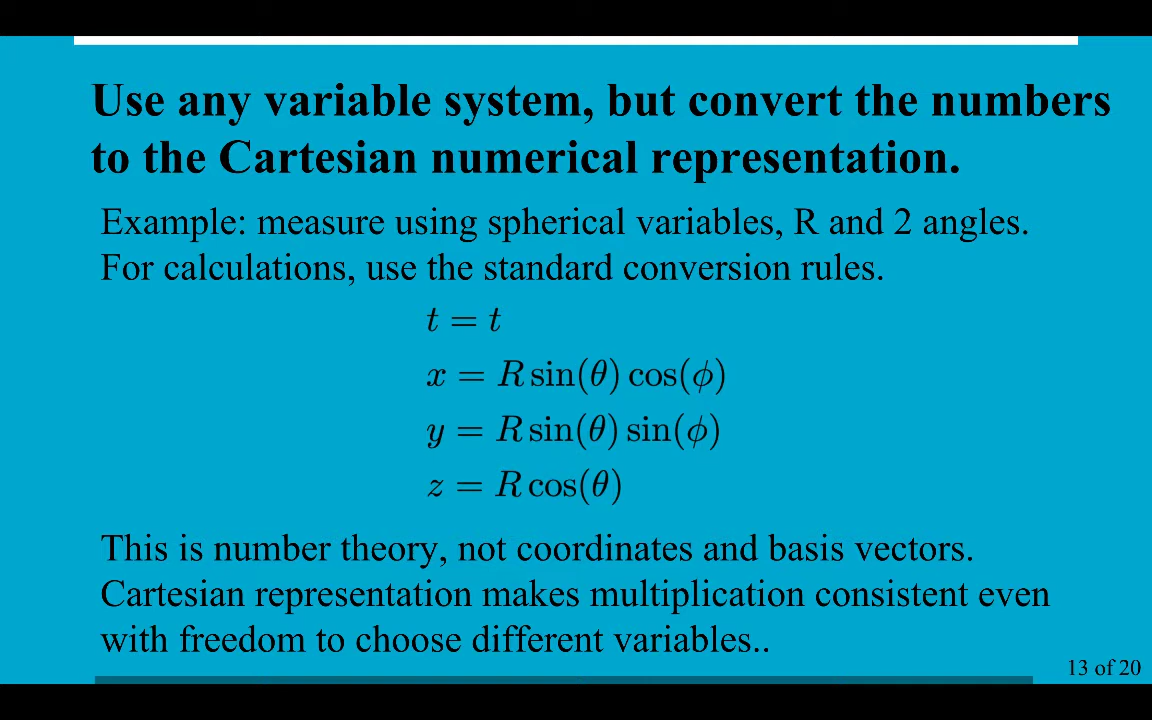 Use any variable system, but convert the numbers
to the Cartesian numerical representation.
Example: measure using spherical variables, R and 2 angles.
For calculations, use the standard conversion rules.
t = t
x = R sin(θ) cos(ϕ)
y = R sin(θ) sin(ϕ)
z = R cos(θ)
This is number theory, not coordinates and basis vectors.
Cartesian representation makes multiplication consistent even
with freedom to choose different variables..
13 of 20